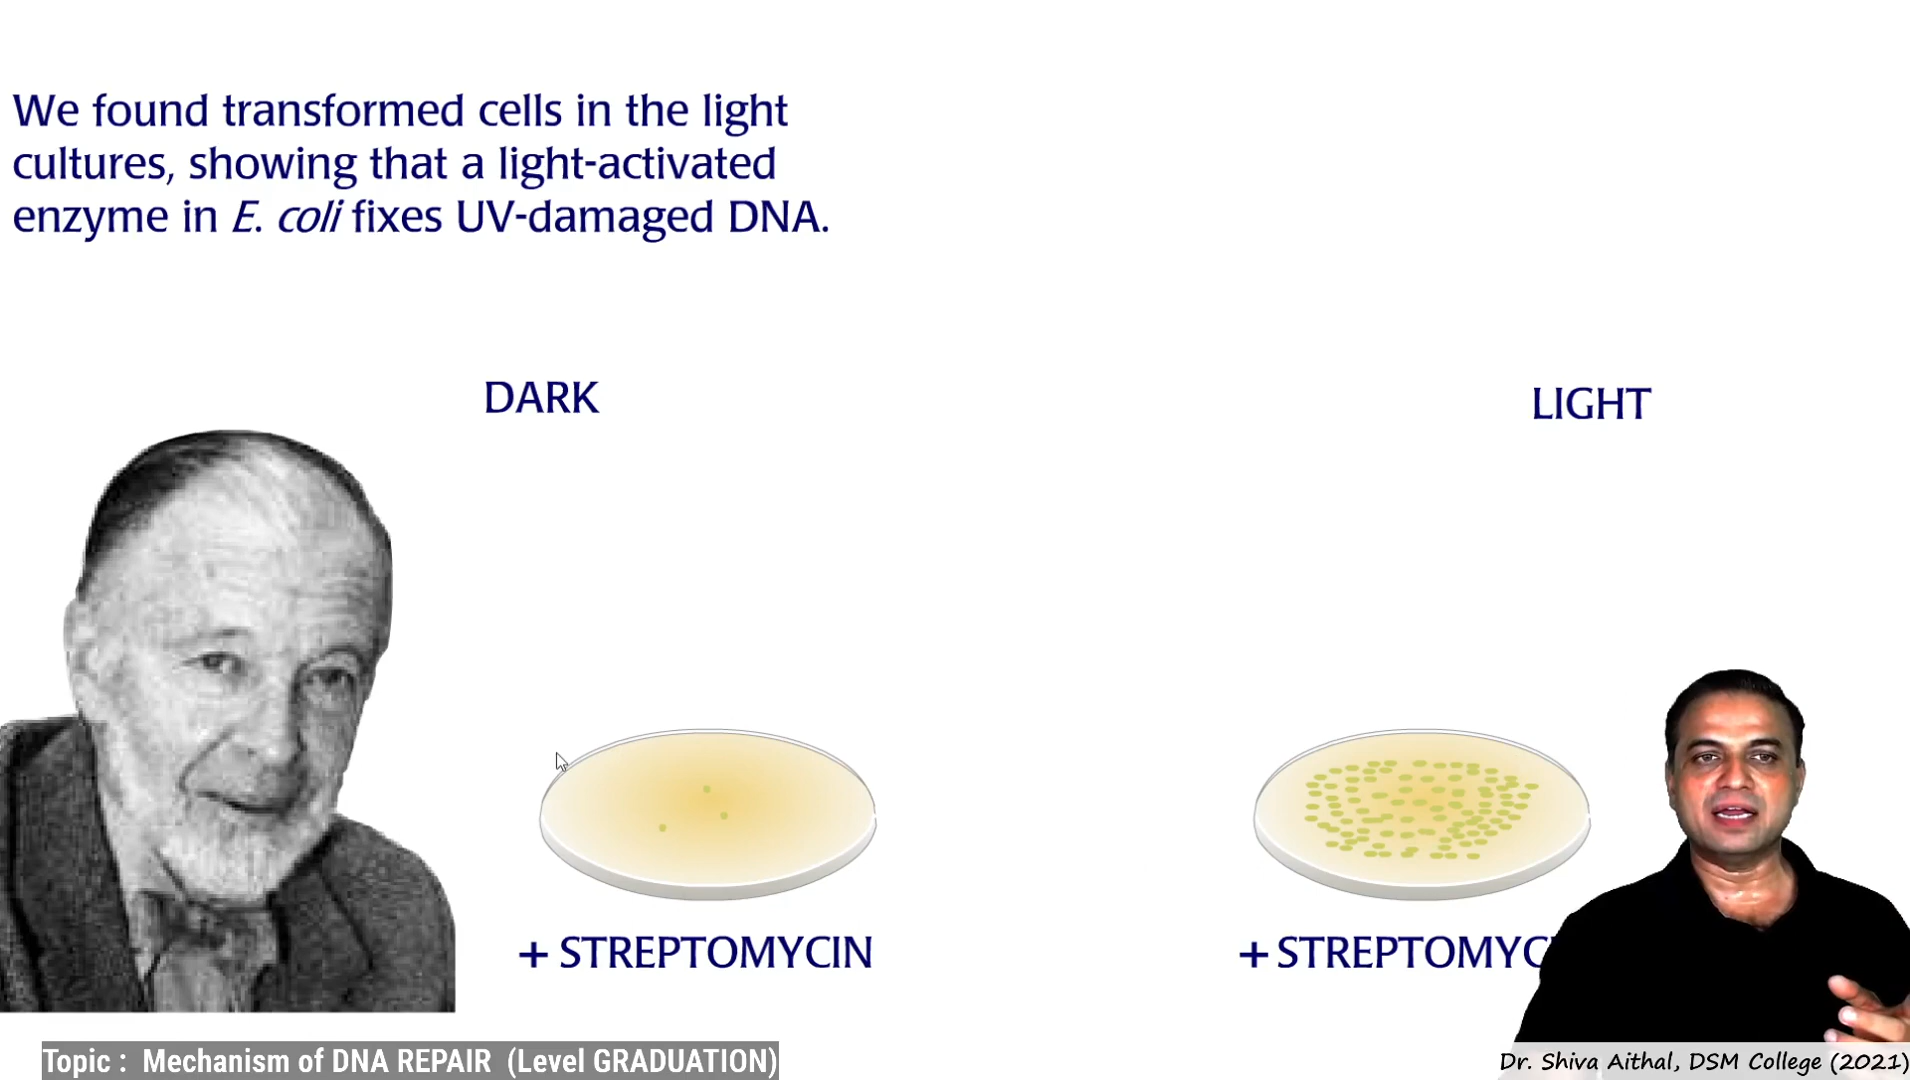 We found transformed cells in the light
cultures, showing that a light-activated
enzyme in E. coli fixes UV-damaged DNA.
DARK
LIGHT
+ STREPTOMYCIN
+ STREPTOMYC
Topic : Mechanism of DNA REPAIR (Level GRADUATION)
Dr. Shiva Aithal, DSM College (2021)